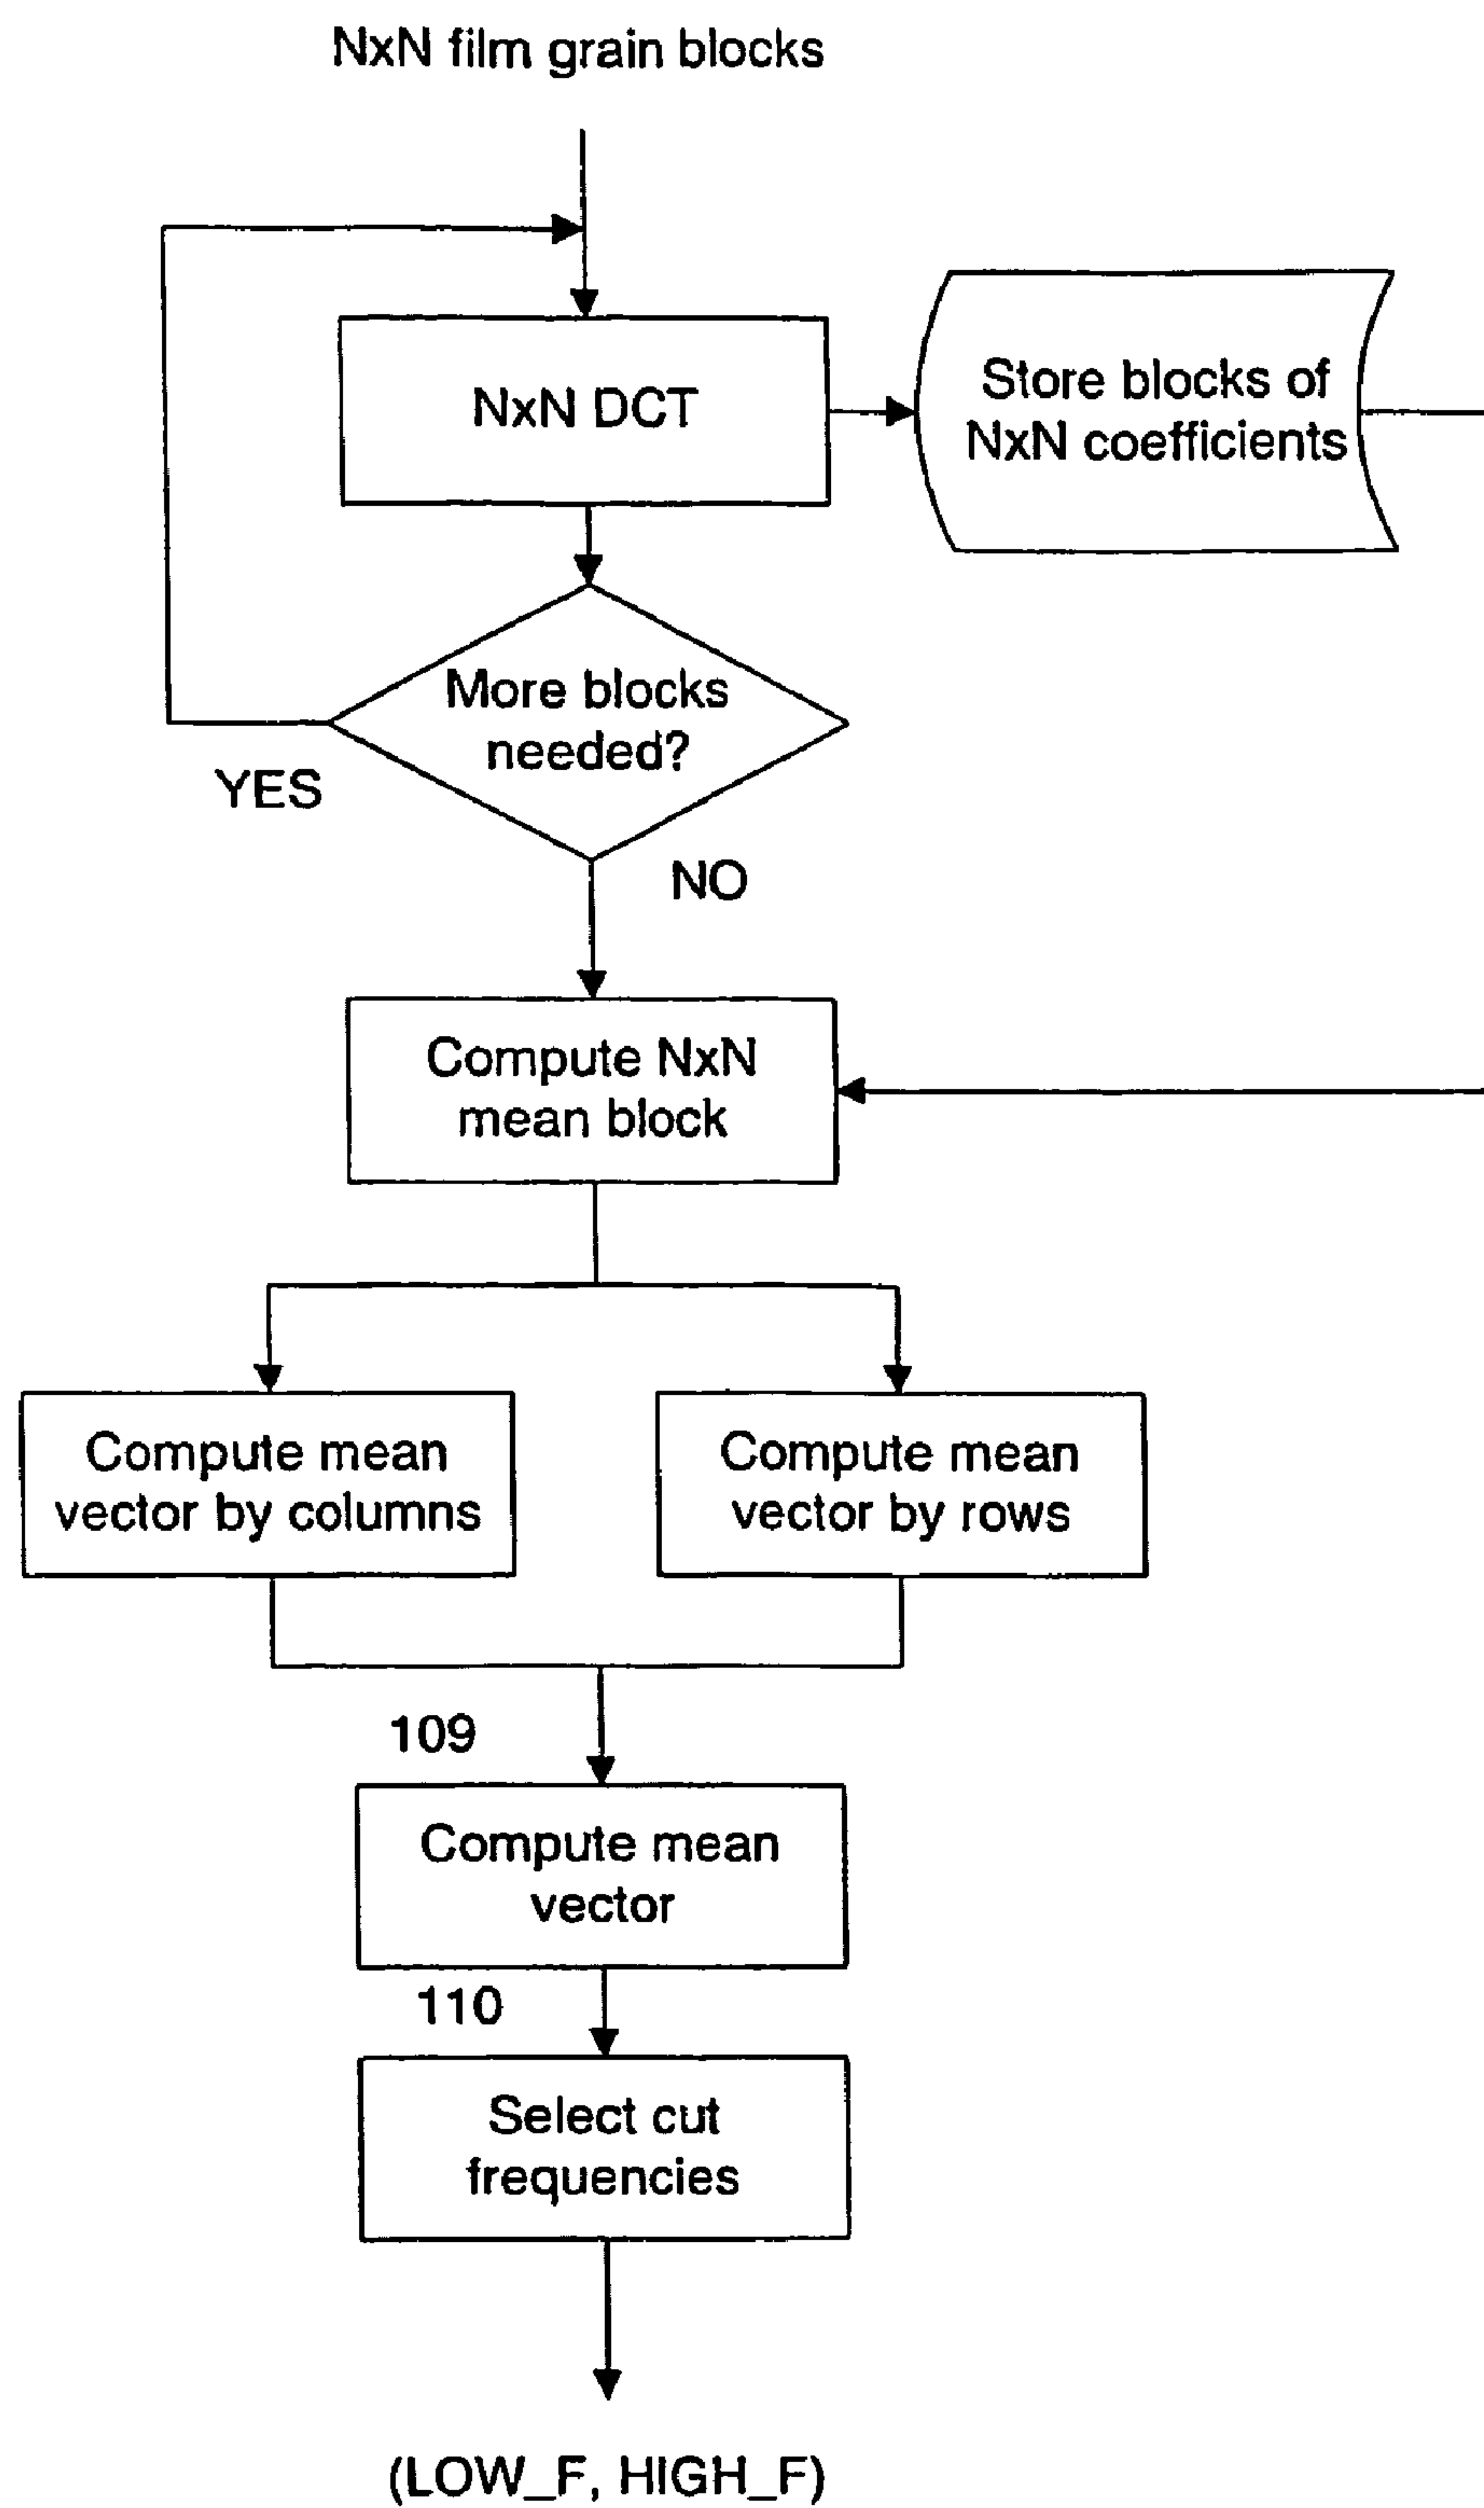 NxN film grain blocks
NxN DCT
Store blocks of
NxN coefficients
More blocks
needed?
YES
NO
Compute NxN
mean block
Compute mean
vector by columns
Compute mean
vector by rows
109
Compute mean
vector
110
Select cut
frequencies
(LOW_F, HIGH_F)